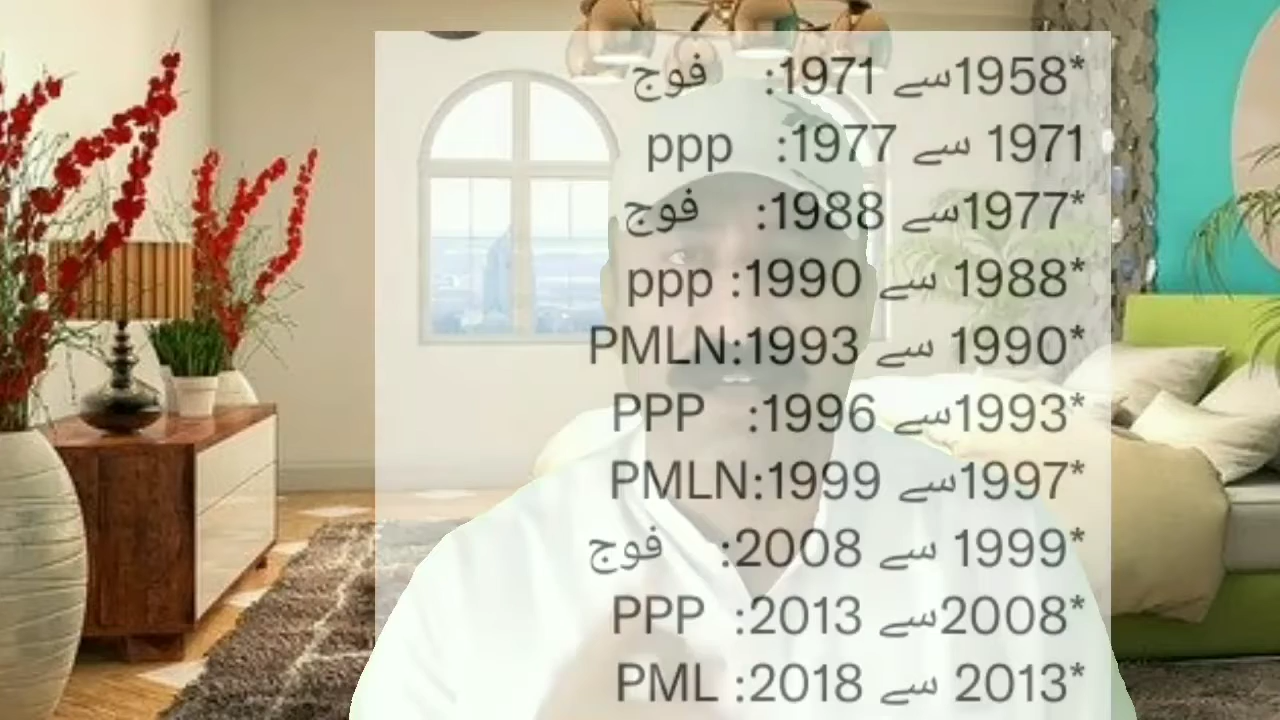 *1958سے 1971: فوج
1971 سے 1977: ppp
*1977سے 1988: فوج
*1988 سے 1990: ppp
*1990 سے 1993:PMLN
*1993سے 1996: PPP
*1997سے 1999:PMLN
*1999 سے 2008: فوج
*2008سے 2013: PPP
*2013 سے 2018: PML